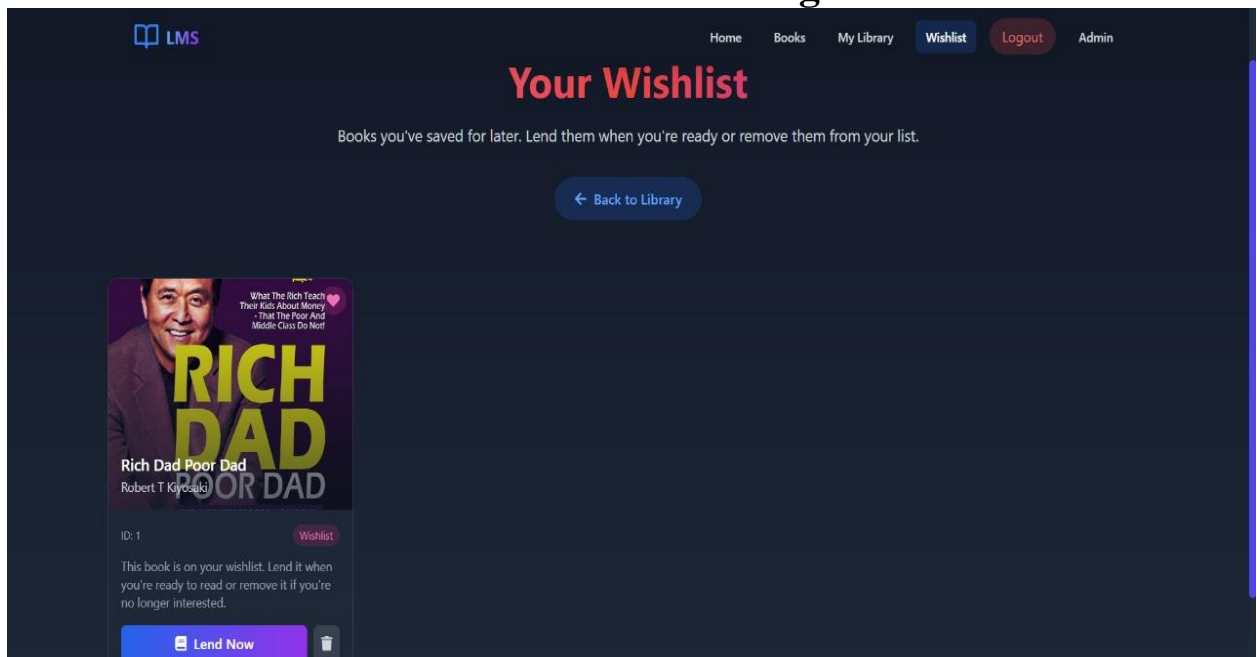 LMS
Home Books My Library Wishlist Logout Admin
Your Wishlist
Books you've saved for later. Lend them when you're ready or remove them from your list.
Back to Library
What The Rich Teach
Their Kids About Money
- That The Poor And
Middle Class Do Not!
RICH
DAD
POOR DAD
Rich Dad Poor Dad
Robert T Kiyosaki
ID: 1 Wishlist
This book is on your wishlist. Lend it when
you're ready to read or remove it if you're
no longer interested.
Lend Now